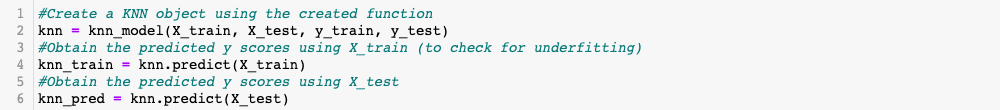 1 #Create a KNN object using the created function
2 knn = knn_model(X_train, X_test, y_train, y_test)
3 #Obtain the predicted y scores using X_train (to check for underfitting)
4 knn_train = knn.predict(X_train)
5 #Obtain the predicted y scores using X_test
6 knn_pred = knn.predict(X_test)